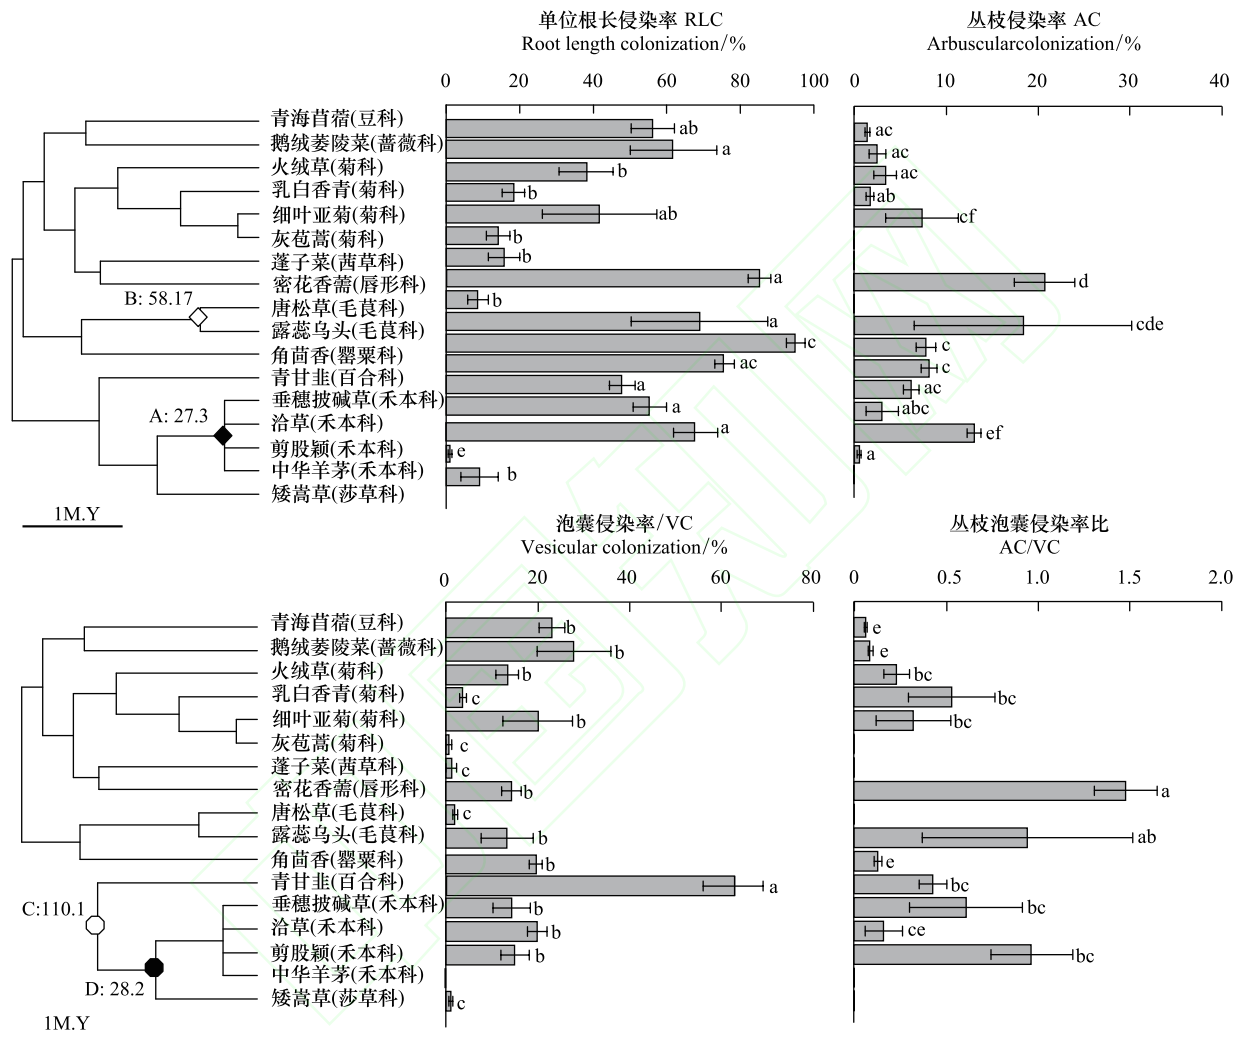 单位根长侵染率 RLC
Root length colonization/%
0 20 40 60 80 100
丛枝侵染率 AC
Arbuscularcolonization/%
0 10 20 30 40
青海苜蓿(豆科) ab ac
鹅绒萎陵菜(蔷薇科) a ac
火绒草(菊科) b ac
乳白香青(菊科) b ab
细叶亚菊(菊科) ab cf
灰苞蒿(菊科) b
蓬子菜(茜草科) b
密花香薷(唇形科) a d
B: 58.17
唐松草(毛茛科) b
露蕊乌头(毛茛科) a cde
角茴香(罂粟科) c c
青甘韭(百合科) ac c
垂穗披碱草(禾本科) a ac
A: 27.3
洽草(禾本科) a abc
剪股颖(禾本科) a ef
中华羊茅(禾本科) e a
矮嵩草(莎草科) b
1M.Y
泡囊侵染率/VC
Vesicular colonization/%
0 20 40 60 80
丛枝泡囊侵染率比
AC/VC
0 0.5 1.0 1.5 2.0
青海苜蓿(豆科) b e
鹅绒萎陵菜(蔷薇科) b e
火绒草(菊科) b bc
乳白香青(菊科) c bc
细叶亚菊(菊科) b bc
灰苞蒿(菊科) c
蓬子菜(茜草科) c
密花香薷(唇形科) b a
唐松草(毛茛科) c
露蕊乌头(毛茛科) b ab
角茴香(罂粟科) b e
青甘韭(百合科) a bc
垂穗披碱草(禾本科) b bc
C:110.1
洽草(禾本科) b ce
剪股颖(禾本科) b bc
中华羊茅(禾本科)
D: 28.2
矮嵩草(莎草科) c
1M.Y